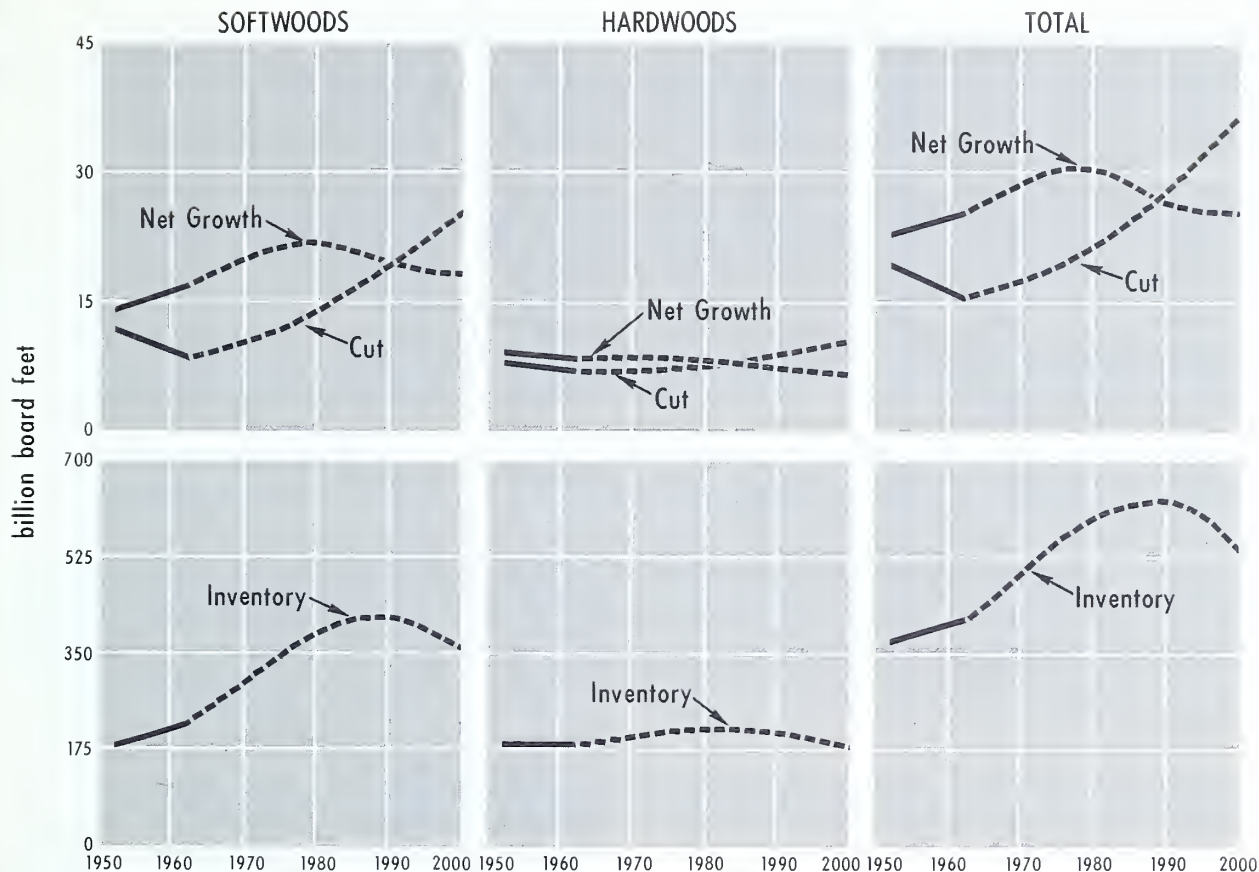 SOFTWOODS
HARDWOODS
TOTAL
billion board feet
45
30
15
0
Net Growth
Cut
Net Growth
Cut
Net Growth
Cut
700
525
350
175
0
Inventory
Inventory
Inventory
1950 1960 1970 1980 1990 2000
1950 1960 1970 1980 1990 2000
1950 1960 1970 1980 1990 2000